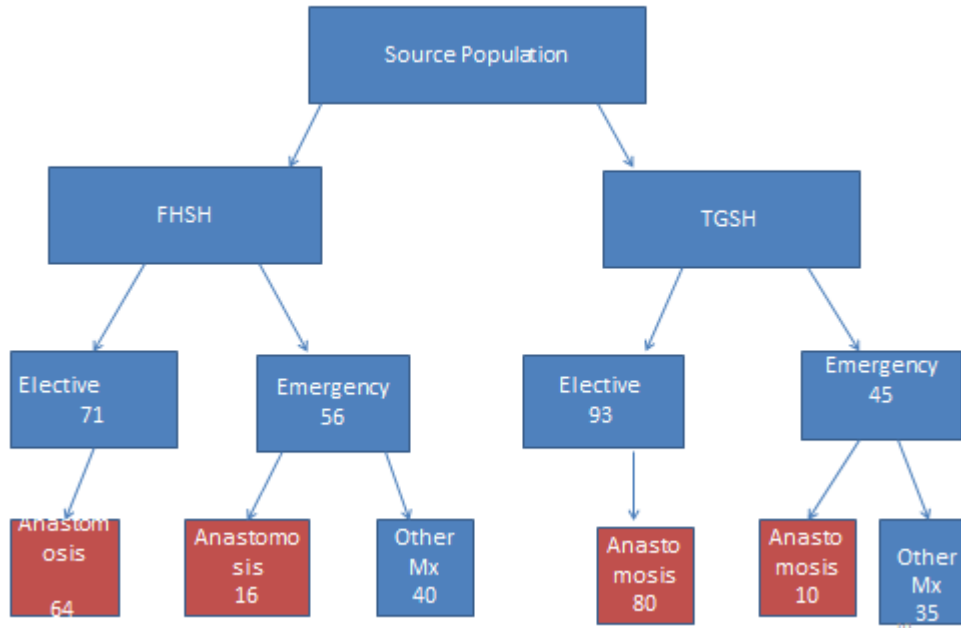 Source Population
FHSH
TGSH
Elective
71
Emergency
56
Elective
93
Emergency
45
Anastom
osis
64
Anastomo
sis
16
Other
Mx
40
Anasto
mosis
80
Anasto
mosis
10
Other
Mx
35